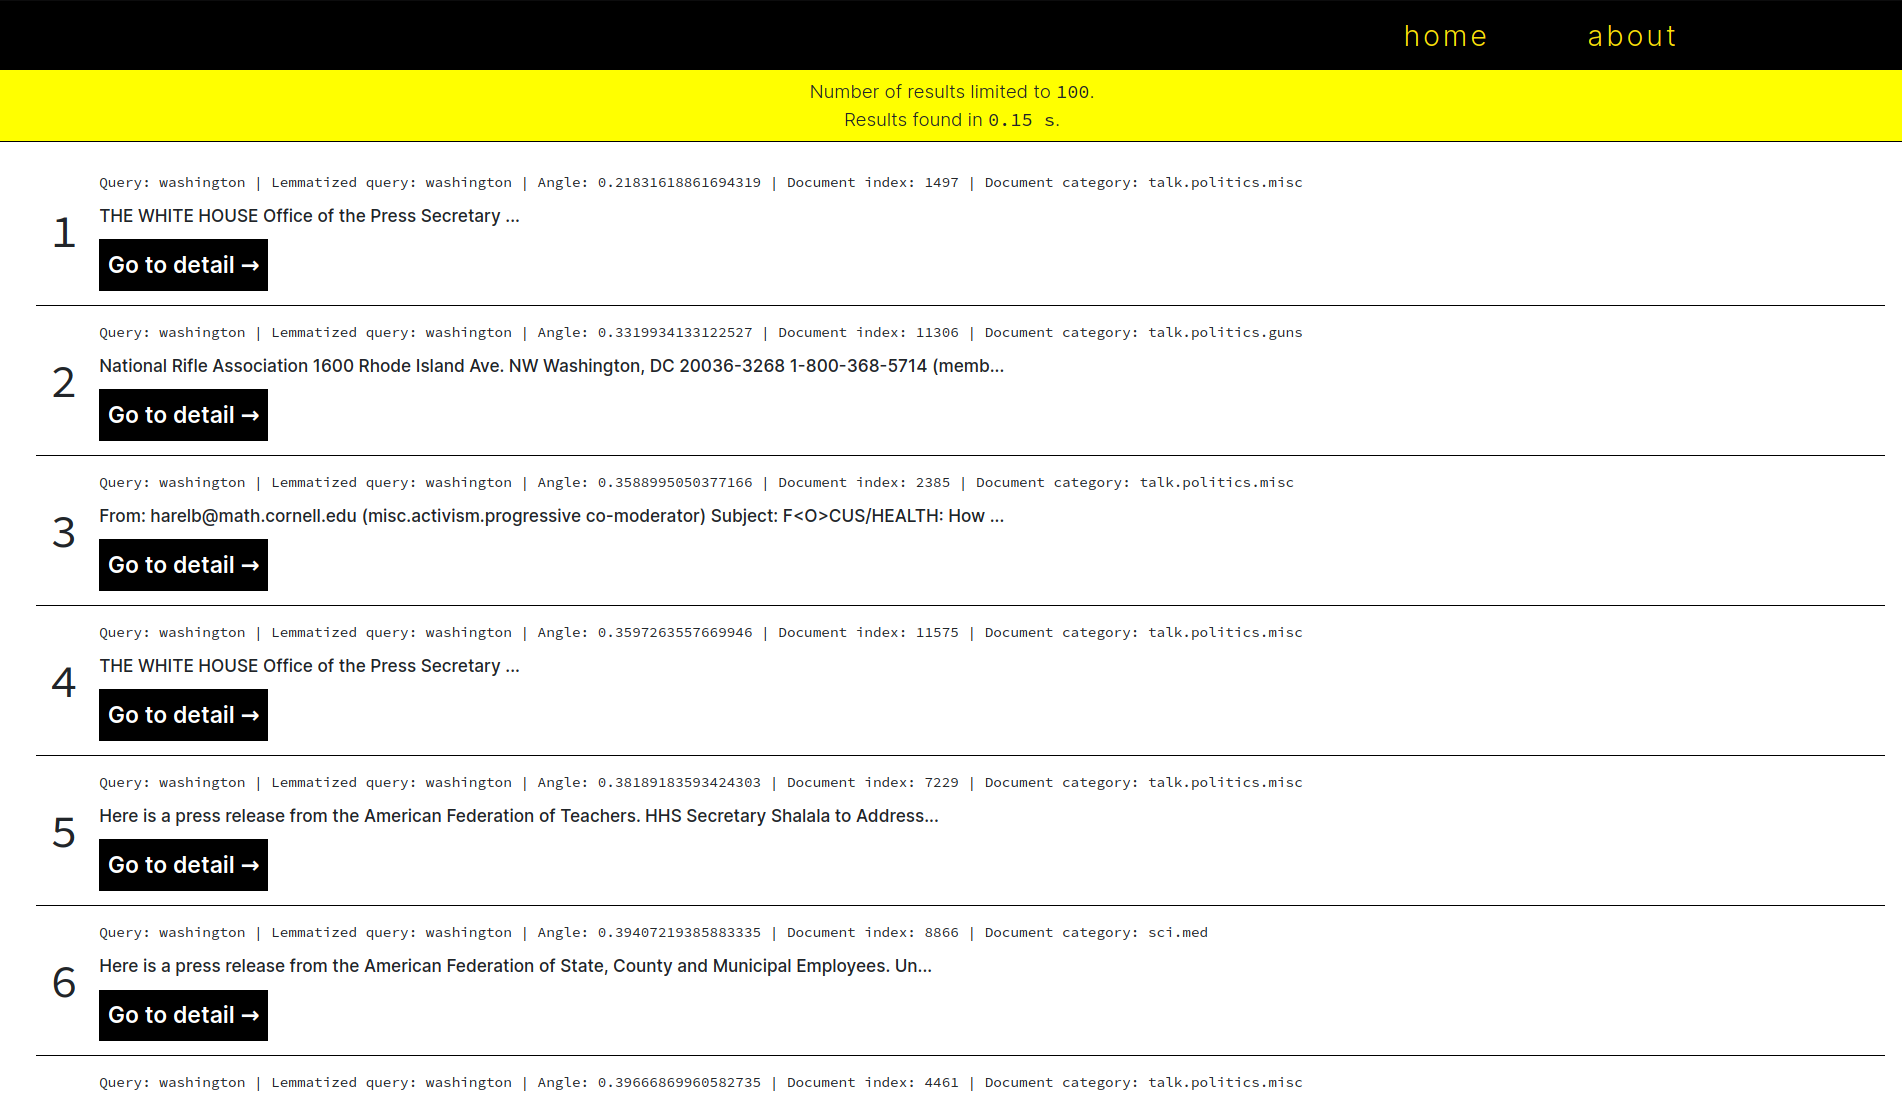 home about
Number of results limited to 100.
Results found in 0.15 s.
Query: washington | Lemmatized query: washington | Angle: 0.21831618861694319 | Document index: 1497 | Document category: talk.politics.misc
1
THE WHITE HOUSE Office of the Press Secretary ...
Go to detail →
Query: washington | Lemmatized query: washington | Angle: 0.3319934133122527 | Document index: 11306 | Document category: talk.politics.guns
2
National Rifle Association 1600 Rhode Island Ave. NW Washington, DC 20036-3268 1-800-368-5714 (memb...
Go to detail →
Query: washington | Lemmatized query: washington | Angle: 0.3588995050377166 | Document index: 2385 | Document category: talk.politics.misc
3
From: harelb@math.cornell.edu (misc.activism.progressive co-moderator) Subject: F<O>CUS/HEALTH: How ...
Go to detail →
Query: washington | Lemmatized query: washington | Angle: 0.3597263557669946 | Document index: 11575 | Document category: talk.politics.misc
4
THE WHITE HOUSE Office of the Press Secretary ...
Go to detail →
Query: washington | Lemmatized query: washington | Angle: 0.38189183593424303 | Document index: 7229 | Document category: talk.politics.misc
5
Here is a press release from the American Federation of Teachers. HHS Secretary Shalala to Address...
Go to detail →
Query: washington | Lemmatized query: washington | Angle: 0.39407219385883335 | Document index: 8866 | Document category: sci.med
6
Here is a press release from the American Federation of State, County and Municipal Employees. Un...
Go to detail →
Query: washington | Lemmatized query: washington | Angle: 0.39666869960582735 | Document index: 4461 | Document category: talk.politics.misc